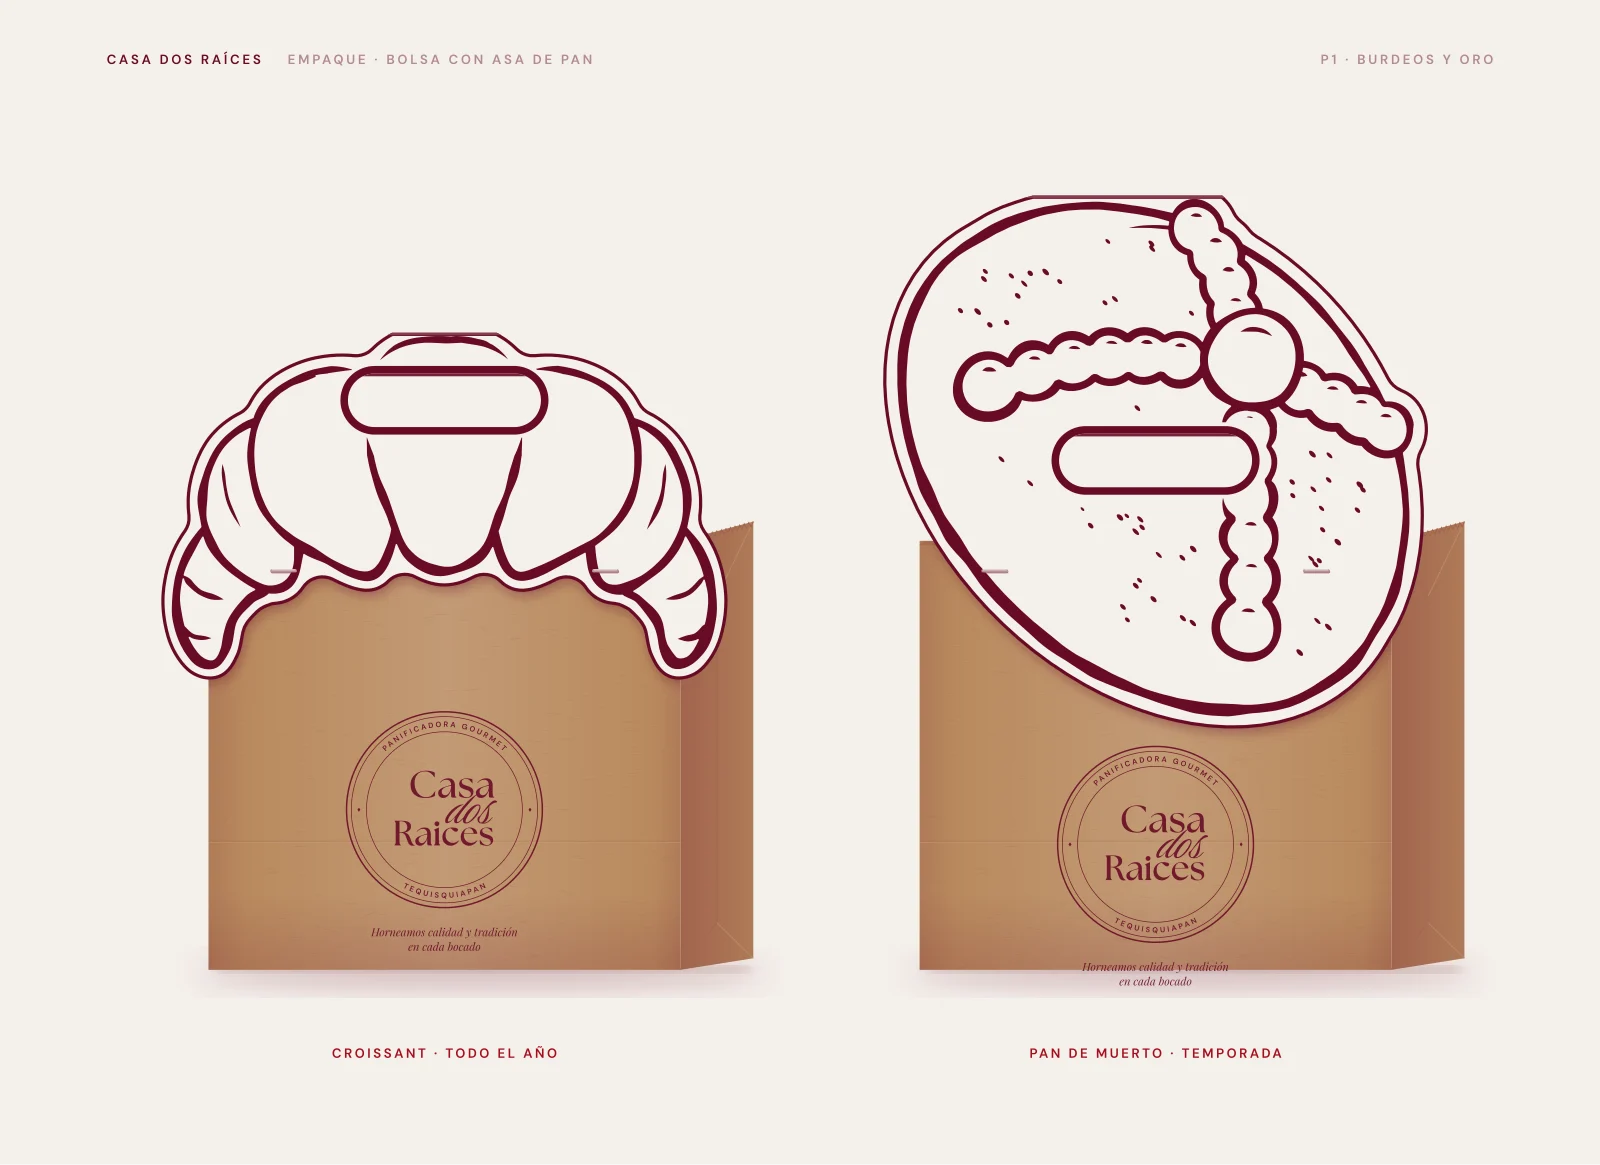 CASA DOS RAÍCES EMPAQUE · BOLSA CON ASA DE PAN
P1 · BURDEOS Y ORO
PANIFICADORA GOURMET
Casa
dos
Raices
TEQUISQUIAPAN
Horneamos calidad y tradición
en cada bocado
PANIFICADORA GOURMET
Casa
dos
Raices
TEQUISQUIAPAN
Horneamos calidad y tradición
en cada bocado
CROISSANT · TODO EL AÑO
PAN DE MUERTO · TEMPORADA